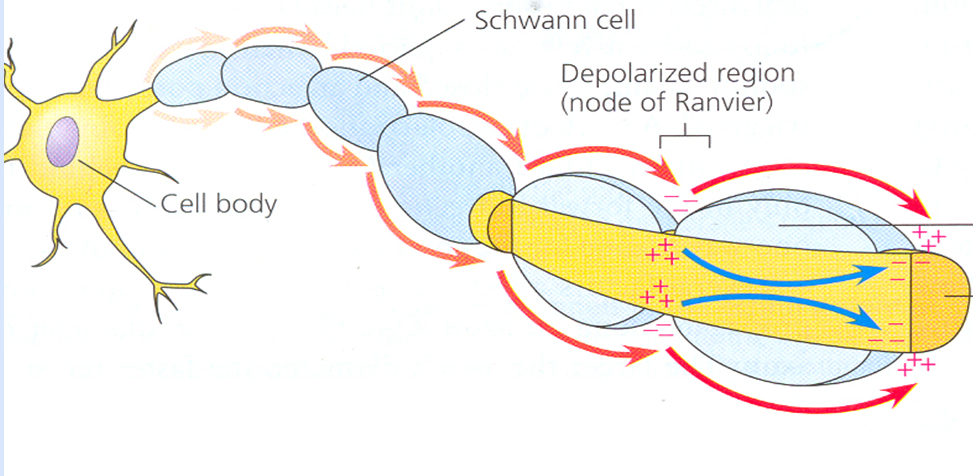 Schwann cell
Depolarized region
(node of Ranvier)
Cell body